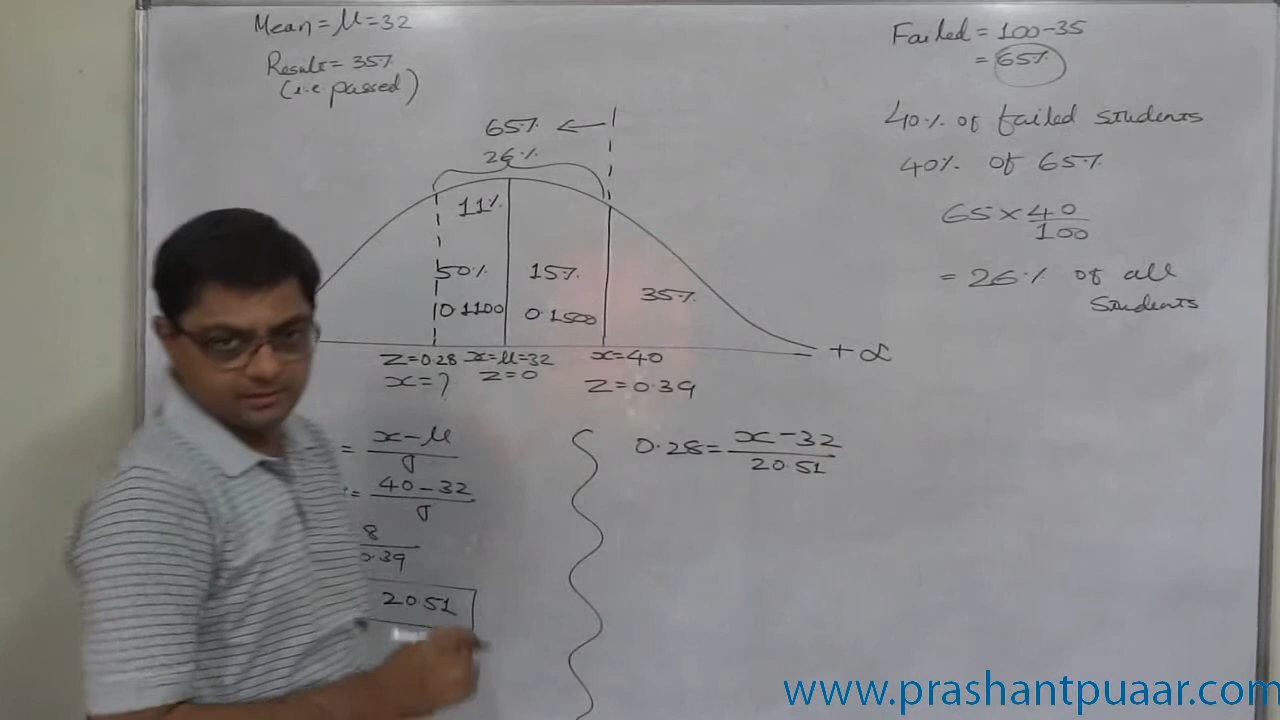 Mean = μ = 32
Result = 35%
(i.e. passed)
Failed = 100-35
= 65%
40% of failed students
40% of 65%
65 × 40/100
= 26% of all
students
65% ←
26%
11%
50%
15%
35%
0.1100
0.1500
+ ∝
Z=0.28
x=μ=32
x=40
x=?
Z=0
Z=0.39
= x-μ/σ
= 40-32/σ
8
0.39
20.51
0.28 = x-32/20.51
www.prashantpuaar.com